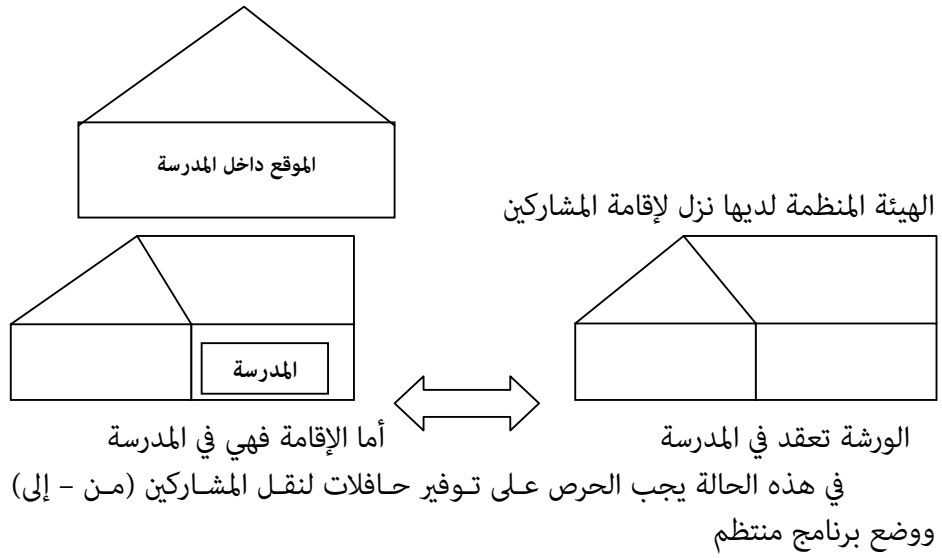 الموقع داخل المدرسة
الهيئة المنظمة لديها نزل لإقامة المشاركين
المدرسة
الورشة تعقد في المدرسة
أما الإقامة فهي في المدرسة
في هذه الحالة يجب الحرص على توفير حافلات لنقل المشاركين (من – إلى)
ووضع برنامج منتظم